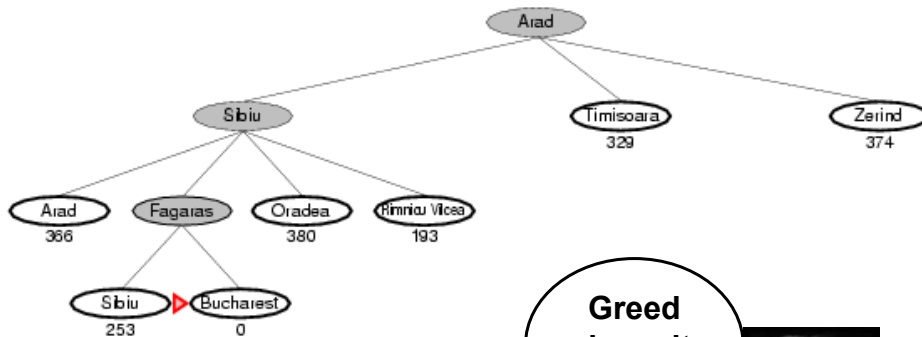 Arad
Sibiu
Timisoara
Zerind
329
374
Arad
Fagaras
Oradea
Rimnicu Vilcea
366
380
193
Sibiu
Bucharest
253
0
Greed